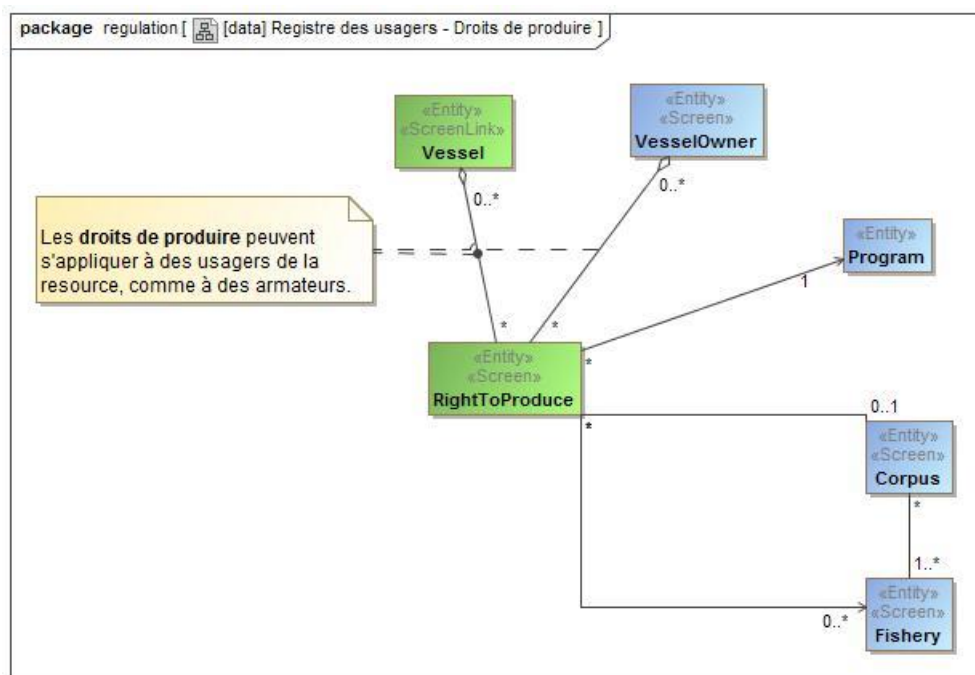 package regulation [ [data] Registre des usagers - Droits de produire ]
«Entity»
«ScreenLink»
Vessel
0..*
«Entity»
«Screen»
VesselOwner
0..*
Les droits de produire peuvent
s'appliquer à des usagers de la
resource, comme à des armateurs.
«Entity»
Program
1
*
*
*
«Entity»
«Screen»
RightToProduce
*
0..1
«Entity»
«Screen»
Corpus
*
1..*
0..*
«Entity»
«Screen»
Fishery